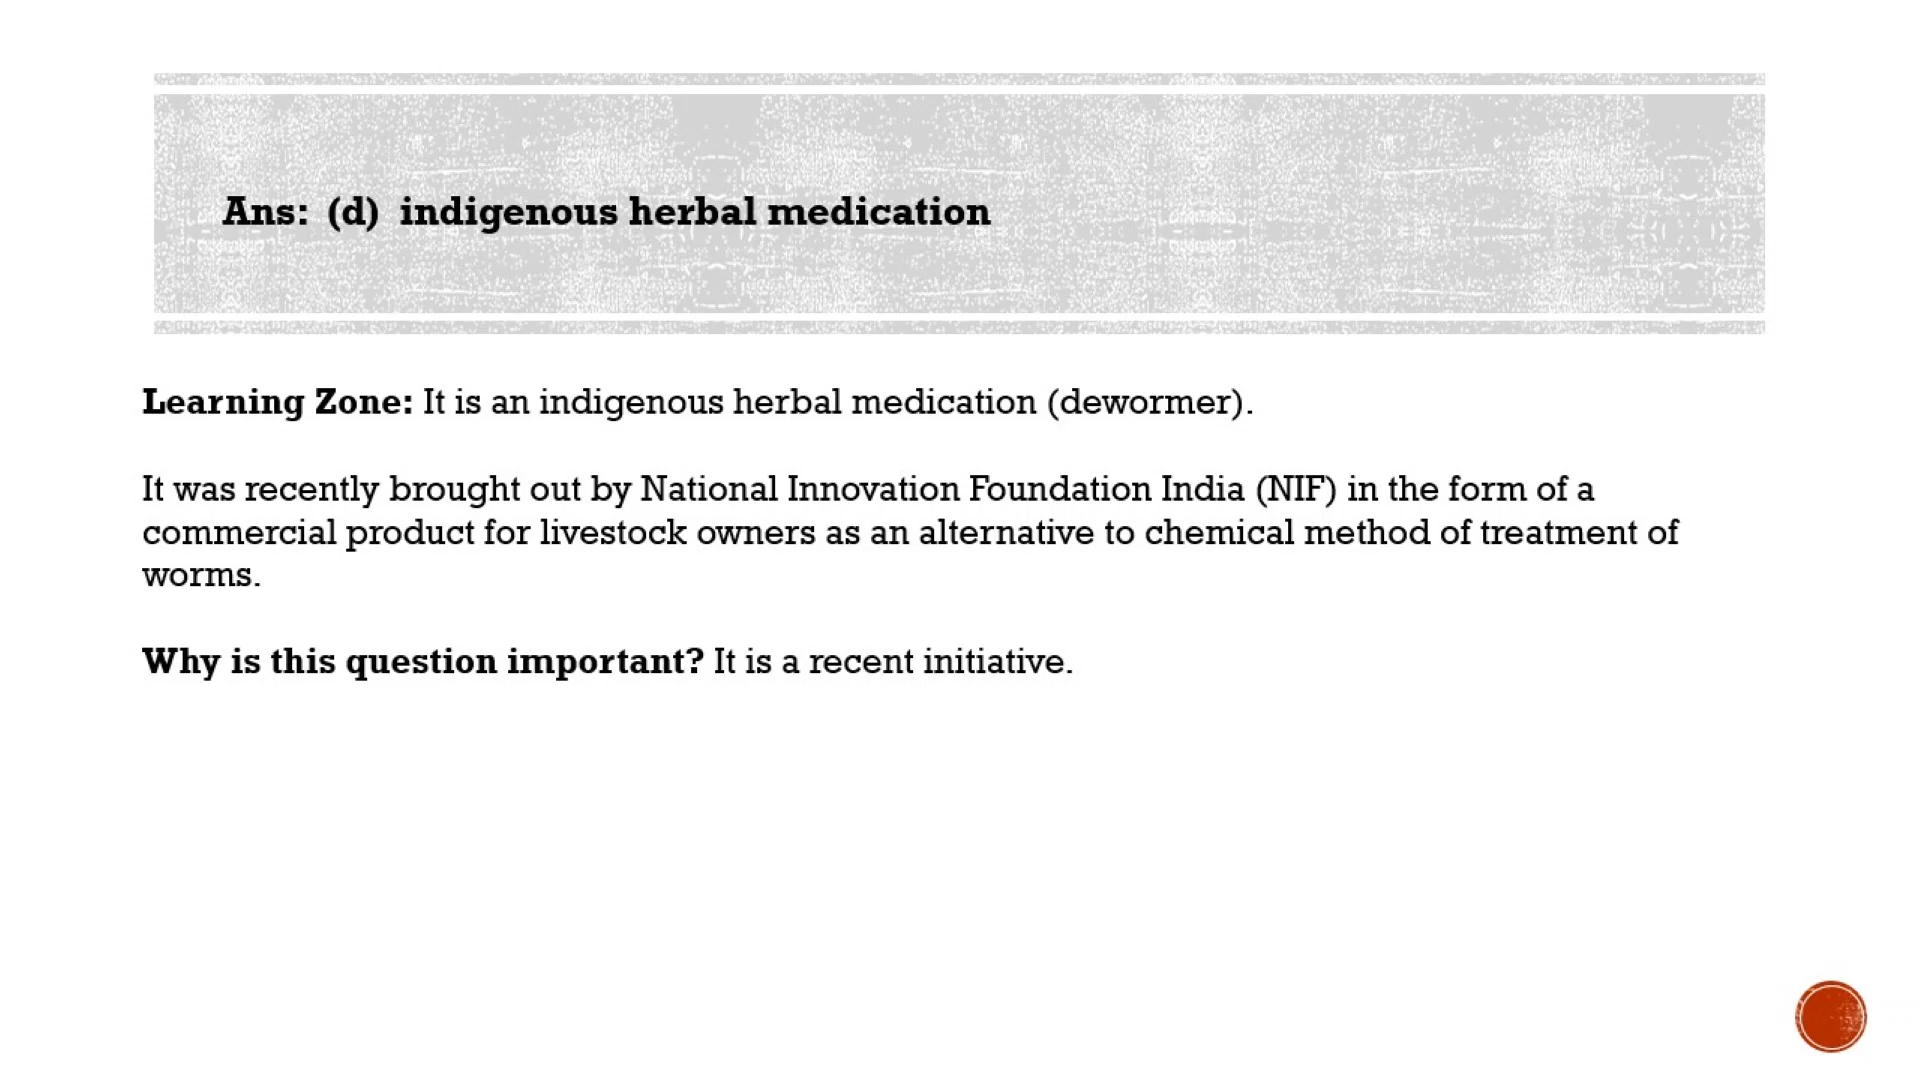 Ans: (d) indigenous herbal medication
Learning Zone: It is an indigenous herbal medication (dewormer).
It was recently brought out by National Innovation Foundation India (NIF) in the form of a
commercial product for livestock owners as an alternative to chemical method of treatment of
worms.
Why is this question important? It is a recent initiative.